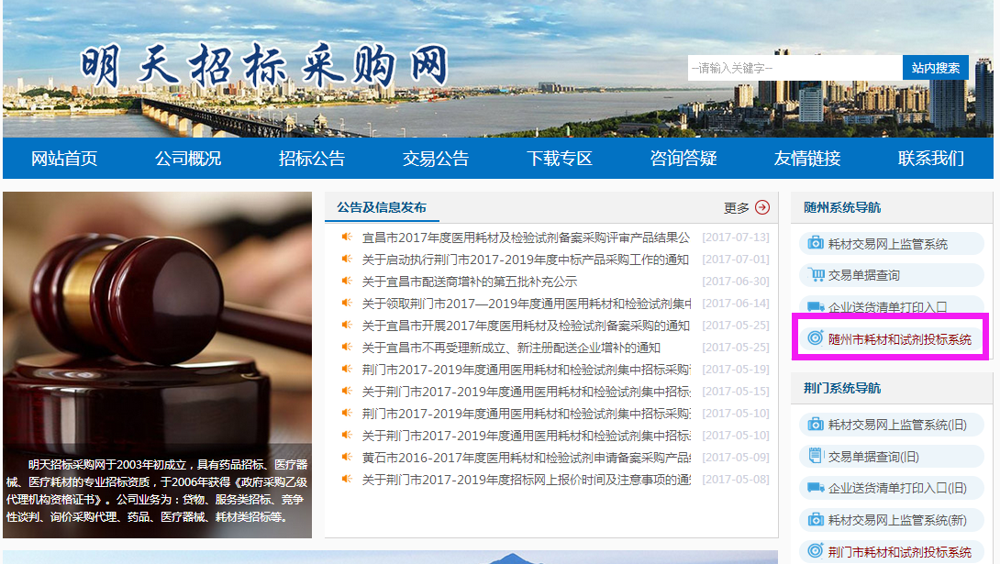 明天招标采购网
--请输入关键字--
站内搜索
网站首页 公司概况 招标公告 交易公告 下载专区 咨询答疑 友情链接 联系我们
明天招标采购网于2003年初成立，具有药品招标、医疗器
械、医疗耗材的专业招标资质，于2006年获得《政府采购乙级
代理机构资格证书》。公司业务为：货物、服务类招标、竞争
性谈判、询价采购代理、药品、医疗器械、耗材类招标等。
公告及信息发布 更多
宜昌市2017年度医用耗材及检验试剂备案采购评审产品结果公 [2017-07-13]
关于启动执行荆门市2017-2019年度中标产品采购工作的通知 [2017-07-01]
关于宜昌市配送商增补的第五批补充公示 [2017-06-30]
关于领取荆门市2017—2019年度通用医用耗材和检验试剂集中 [2017-06-14]
关于宜昌市开展2017年度医用耗材及检验试剂备案采购的通知 [2017-05-25]
关于宜昌市不再受理新成立、新注册配送企业增补的通知 [2017-05-25]
荆门市2017-2019年度通用医用耗材和检验试剂集中招标采购 [2017-05-19]
关于荆门市2017-2019年度通用医用耗材和检验试剂集中招标 [2017-05-15]
荆门市2017-2019年度通用医用耗材和检验试剂集中招标采购 [2017-05-10]
关于荆门市2017-2019年度通用医用耗材和检验试剂集中招标 [2017-05-10]
黄石市2016-2017年度医用耗材和检验试剂申请备案采购产品 [2017-05-09]
关于荆门市2017-2019年度招标网上报价时间及注意事项的通 [2017-05-08]
随州系统导航
耗材交易网上监管系统
交易单据查询
企业送货清单打印入口
随州市耗材和试剂投标系统
荆门系统导航
耗材交易网上监管系统(旧)
交易单据查询(旧)
企业送货清单打印入口(旧)
耗材交易网上监管系统(新)
荆门市耗材和试剂投标系统